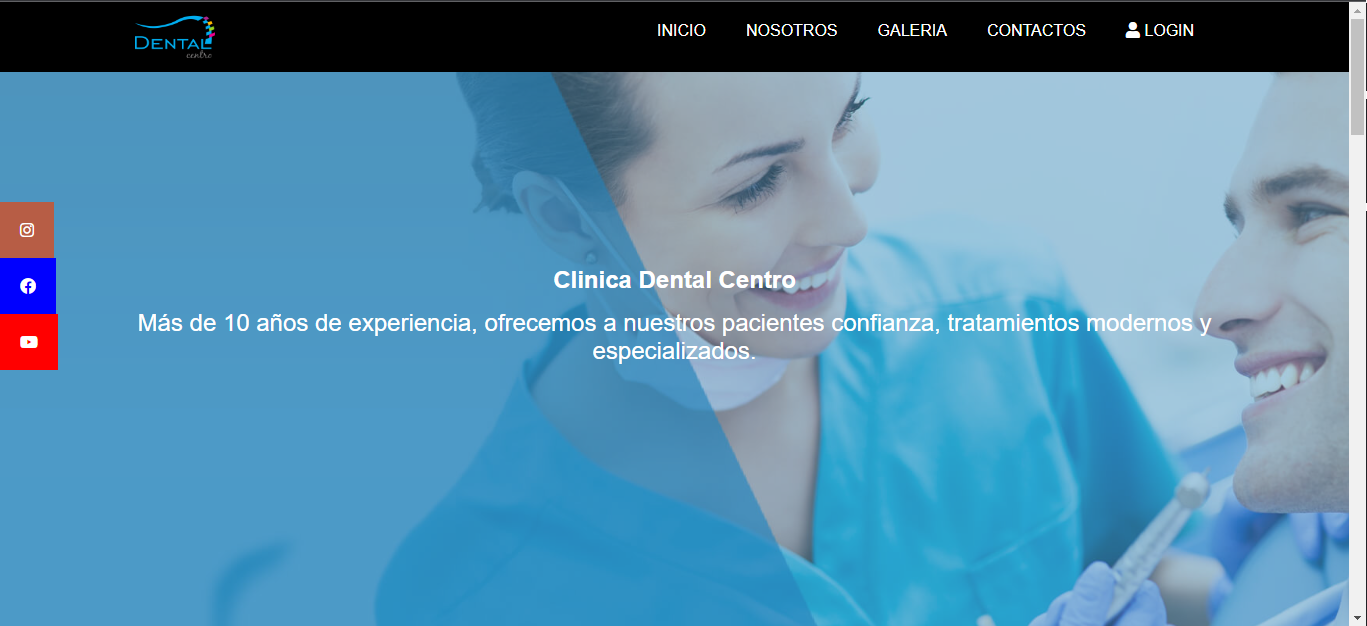 DENTAL
centro
INICIO
NOSOTROS
GALERIA
CONTACTOS
LOGIN
Clinica Dental Centro
Más de 10 años de experiencia, ofrecemos a nuestros pacientes confianza, tratamientos modernos y
especializados.